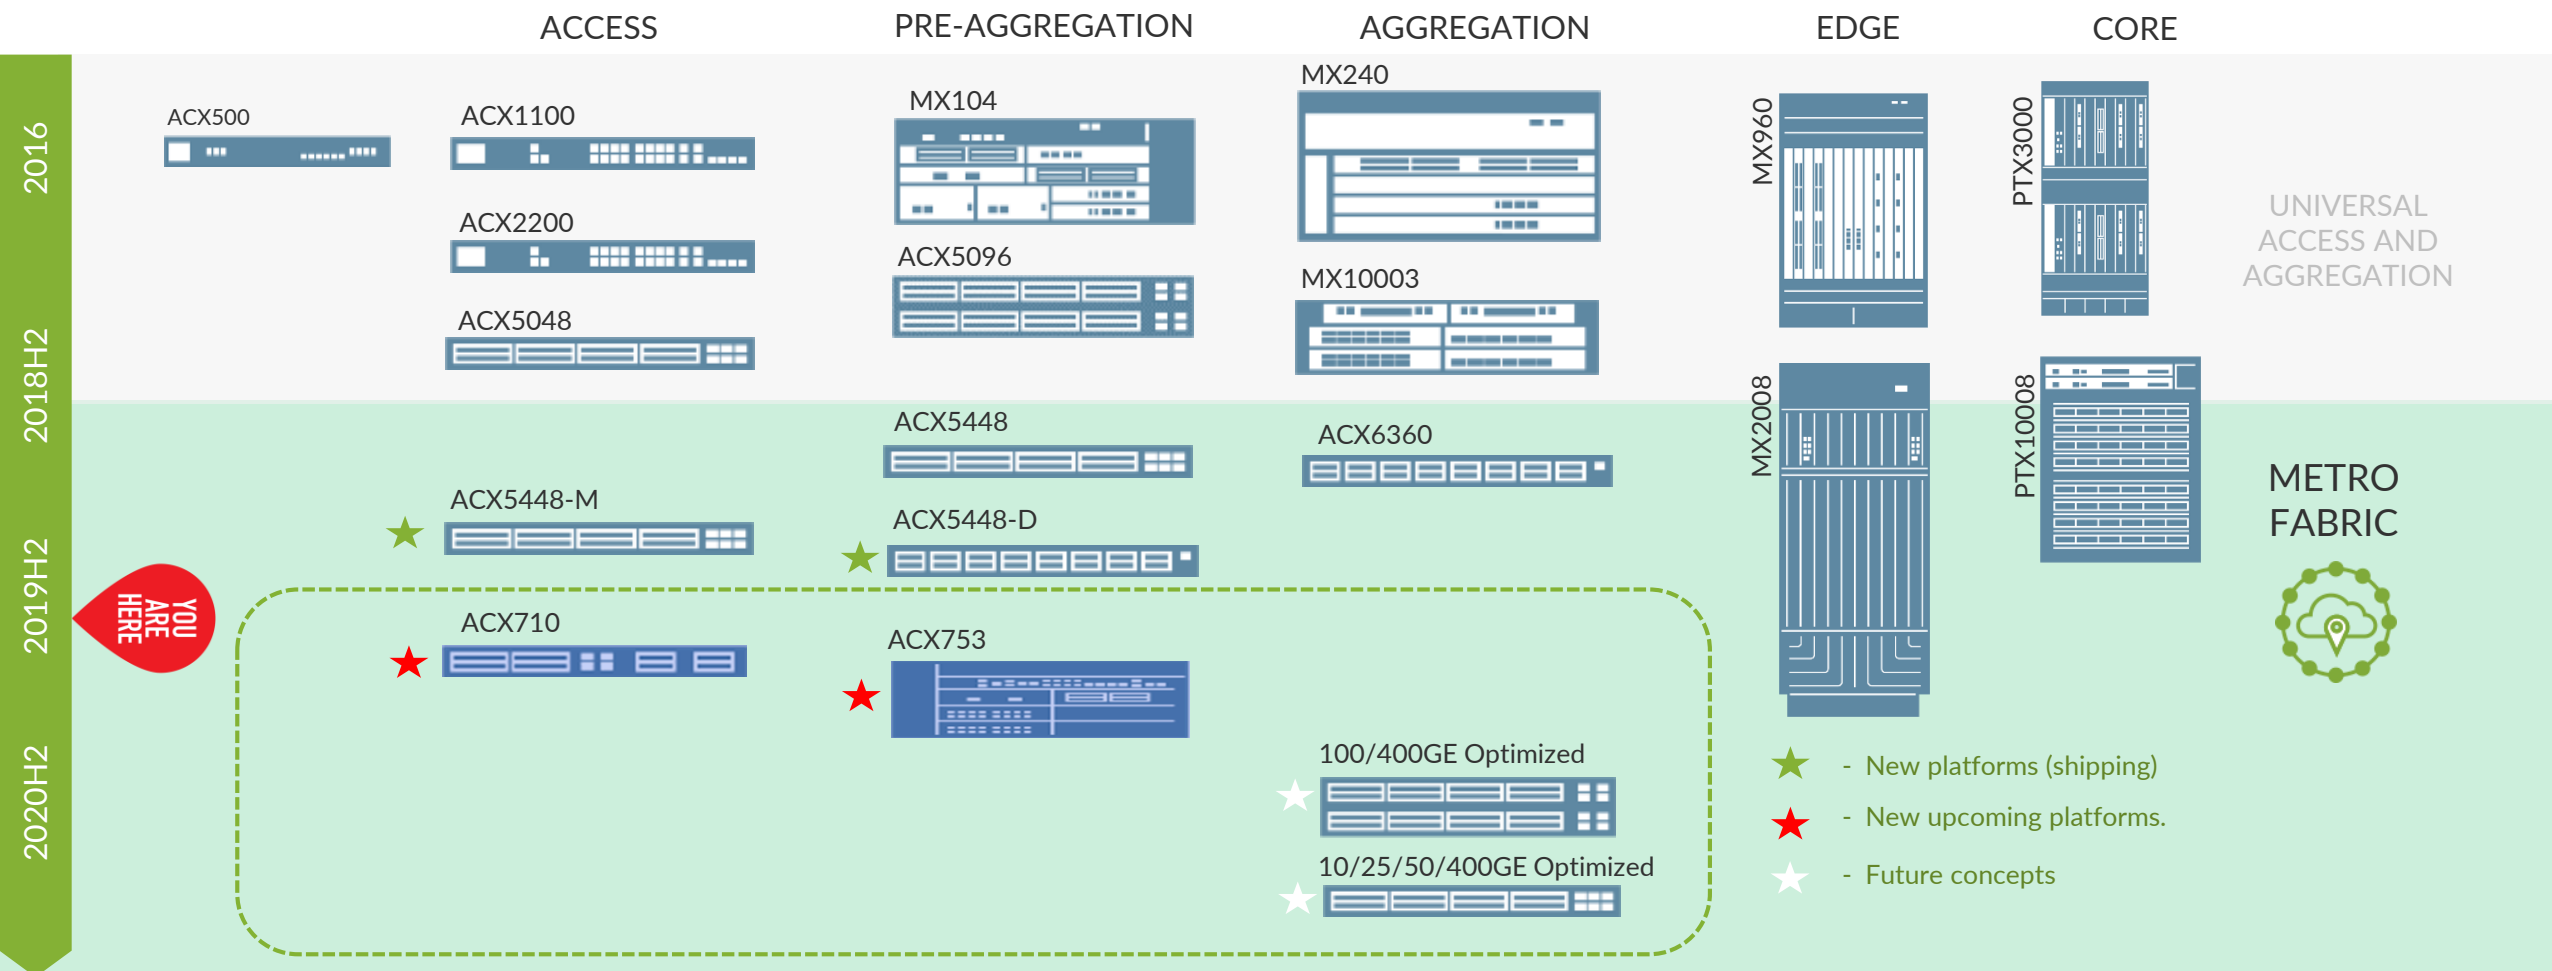 ACCESS
PRE-AGGREGATION
AGGREGATION
EDGE
CORE
2016
2018H2
2019H2
2020H2
YOU
ARE
HERE
ACX500
ACX1100
ACX2200
ACX5048
MX104
ACX5096
MX240
MX10003
MX960
PTX3000
UNIVERSAL
ACCESS AND
AGGREGATION
ACX5448-M
ACX5448
ACX5448-D
ACX6360
MX2008
PTX10008
METRO
FABRIC
ACX710
ACX753
100/400GE Optimized
10/25/50/400GE Optimized
- New platforms (shipping)
- New upcoming platforms.
- Future concepts